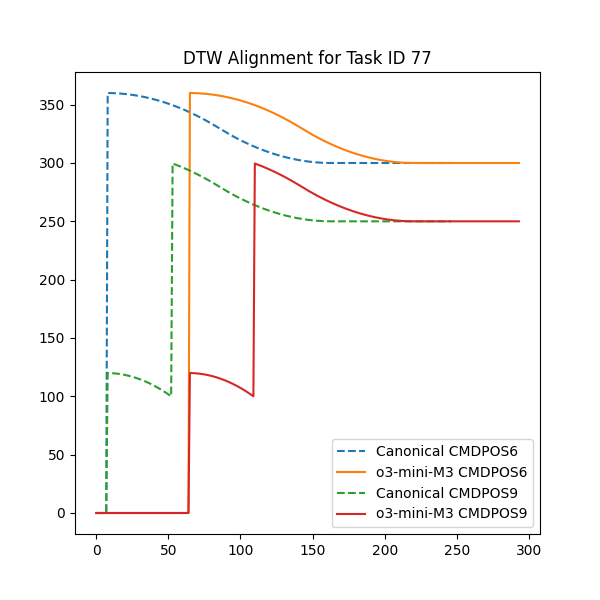 DTW Alignment for Task ID 77
350
300
250
200
150
100
50
0
0 50 100 150 200 250 300
Canonical CMDPOS6
o3-mini-M3 CMDPOS6
Canonical CMDPOS9
o3-mini-M3 CMDPOS9